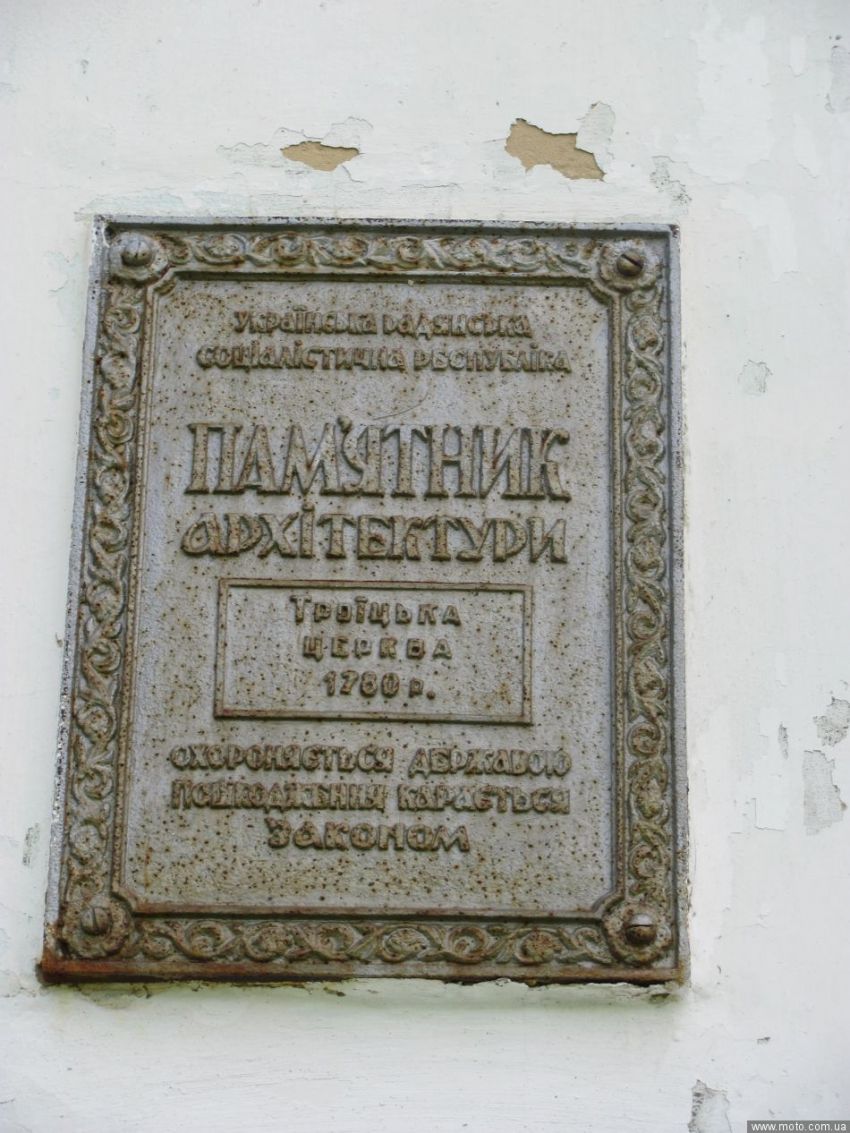 Українська Радянська
Соціалістична Республіка
ПАМ'ЯТНИК
АРХІТЕКТУРИ
ТРОЇЦЬКА
ЦЕРКВА
1780 р.
ОХОРОНЯЄТЬСЯ ДЕРЖАВОЮ
ПОШКОДЖЕННЯ КАРАЄТЬСЯ
ЗАКОНОМ
www.moto.com.ua